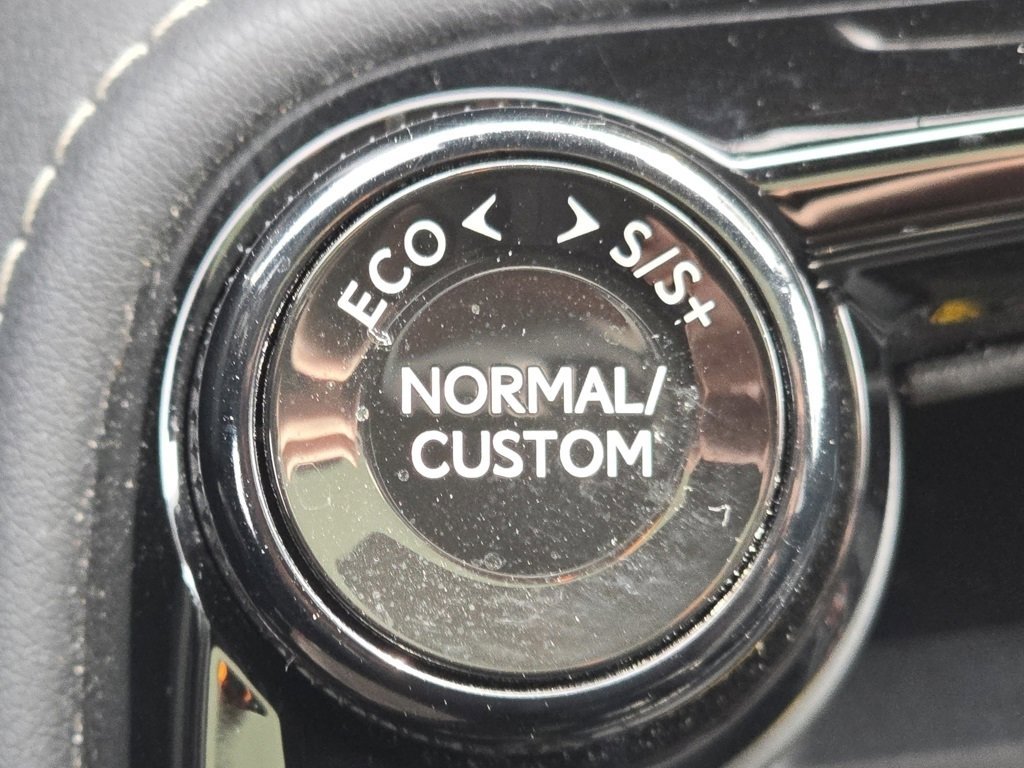 ECO < > S/S+
NORMAL/
CUSTOM